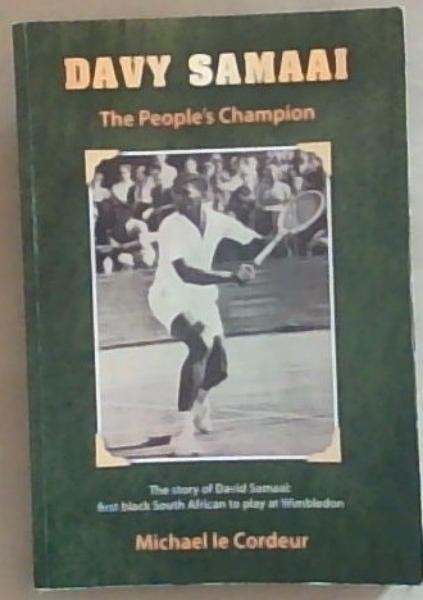 DAVY SAMAAI
The People's Champion
The story of David Samaai:
first black South African to play at Wimbledon
Michael le Cordeur